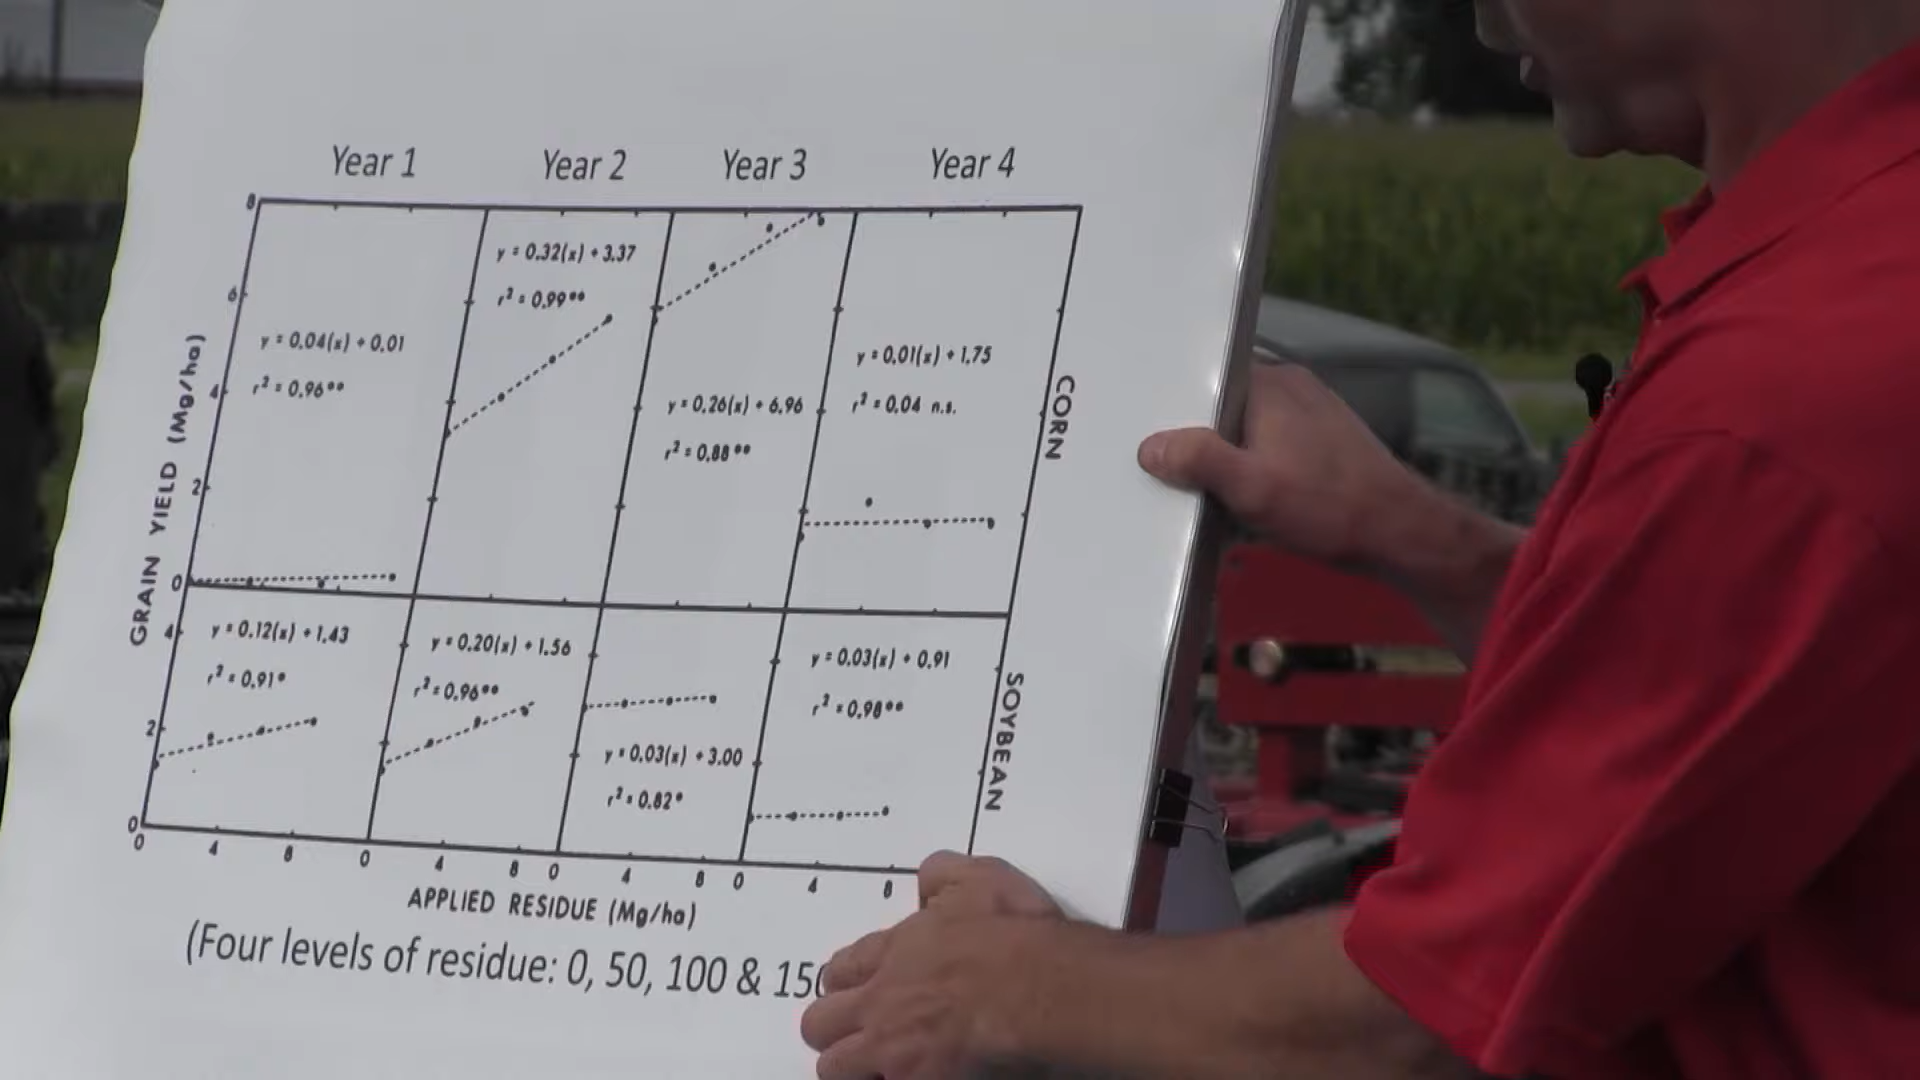 Year 1 Year 2 Year 3 Year 4
8
6
4
2
0
y = 0.04(x) + 0.01
r² = 0.96**
y = 0.32(x) + 3.37
r² = 0.99**
y = 0.26(x) + 6.96
r² = 0.88**
y = 0.01(x) + 1.75
r² = 0.04 n.s.
CORN
GRAIN YIELD (Mg/ha)
4
2
0
y = 0.12(x) + 1.43
r² = 0.91*
y = 0.20(x) + 1.56
r² = 0.96**
y = 0.03(x) + 3.00
r² = 0.82*
y = 0.03(x) + 0.91
r² = 0.98**
SOYBEAN
0 4 8 0 4 8 0 4 8 0 4 8
APPLIED RESIDUE (Mg/ha)
(Four levels of residue: 0, 50, 100 & 150